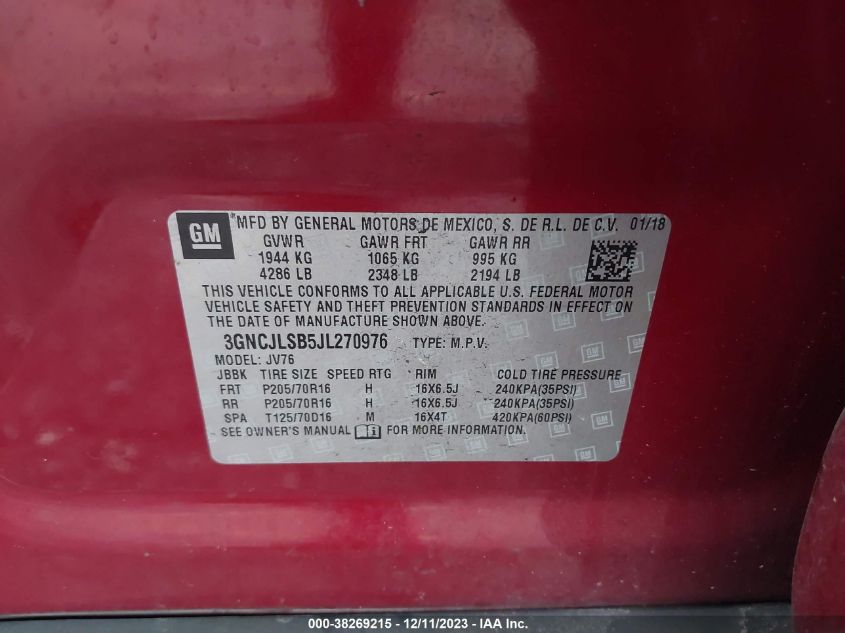 GM *MFD BY GENERAL MOTORS DE MEXICO, S. DE R.L. DE C.V. 01/18
GVWR GAWR FRT GAWR RR
1944 KG 1065 KG 995 KG
4286 LB 2348 LB 2194 LB
THIS VEHICLE CONFORMS TO ALL APPLICABLE U.S. FEDERAL MOTOR
VEHICLE SAFETY AND THEFT PREVENTION STANDARDS IN EFFECT ON
THE DATE OF MANUFACTURE SHOWN ABOVE.
3GNCJLSB5JL270976 TYPE: M.P.V.
MODEL: JV76
JBBK TIRE SIZE SPEED RTG RIM COLD TIRE PRESSURE
FRT P205/70R16 H 16X6.5J 240KPA(35PSI)
RR P205/70R16 H 16X6.5J 240KPA(35PSI)
SPA T125/70D16 M 16X4T 420KPA(60PSI)
SEE OWNER'S MANUAL FOR MORE INFORMATION.
000-38269215 - 12/11/2023 - IAA Inc.